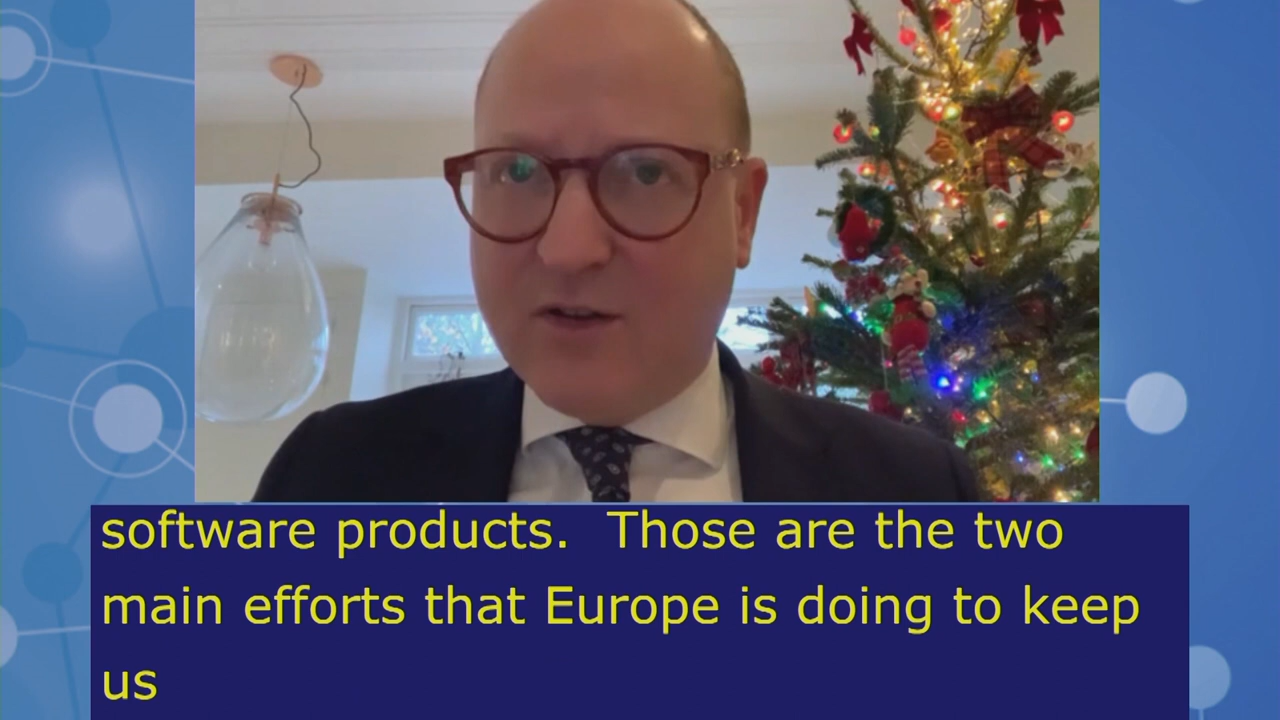 software products.  Those are the two
main efforts that Europe is doing to keep
us